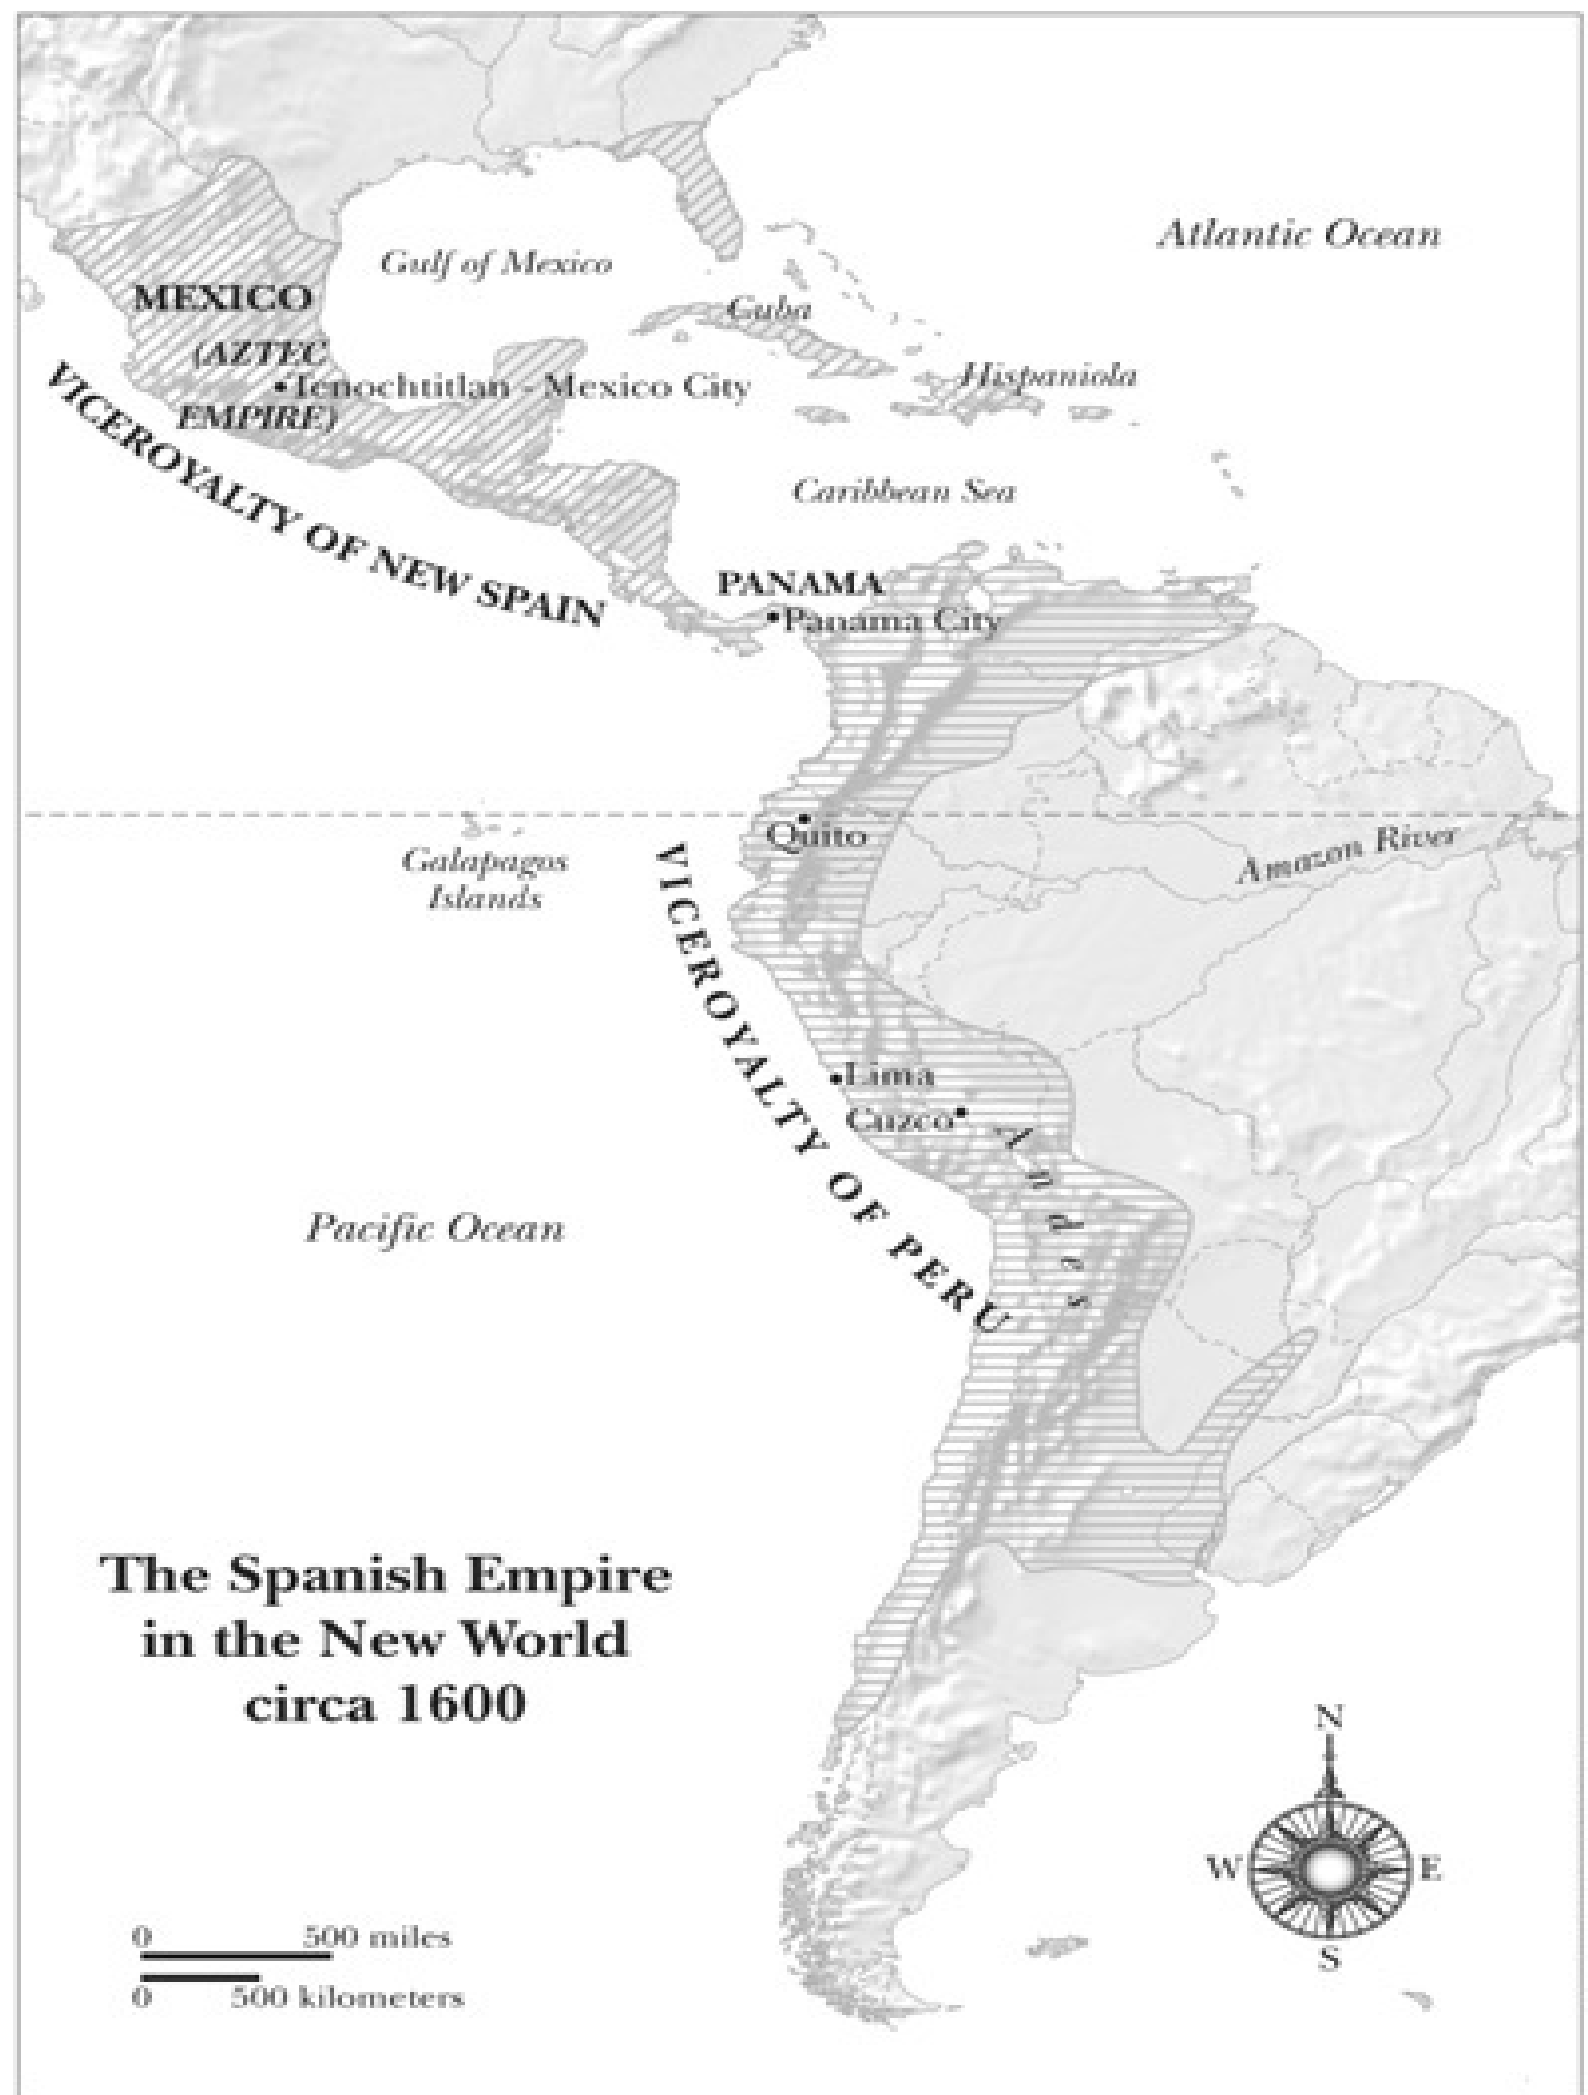 Atlantic Ocean
Gulf of Mexico
MEXICO
Cuba
(AZTEC
Hispaniola
•Tenochtitlan - Mexico City
EMPIRE)
VICEROYALTY OF NEW SPAIN
Caribbean Sea
PANAMA
•Panama City
Quito
Galapagos
Islands
Amazon River
VICEROYALTY OF PERU
•Lima
Cuzco•
Andes
Pacific Ocean
The Spanish Empire
in the New World
circa 1600
N
W E
S
0 500 miles
0 500 kilometers